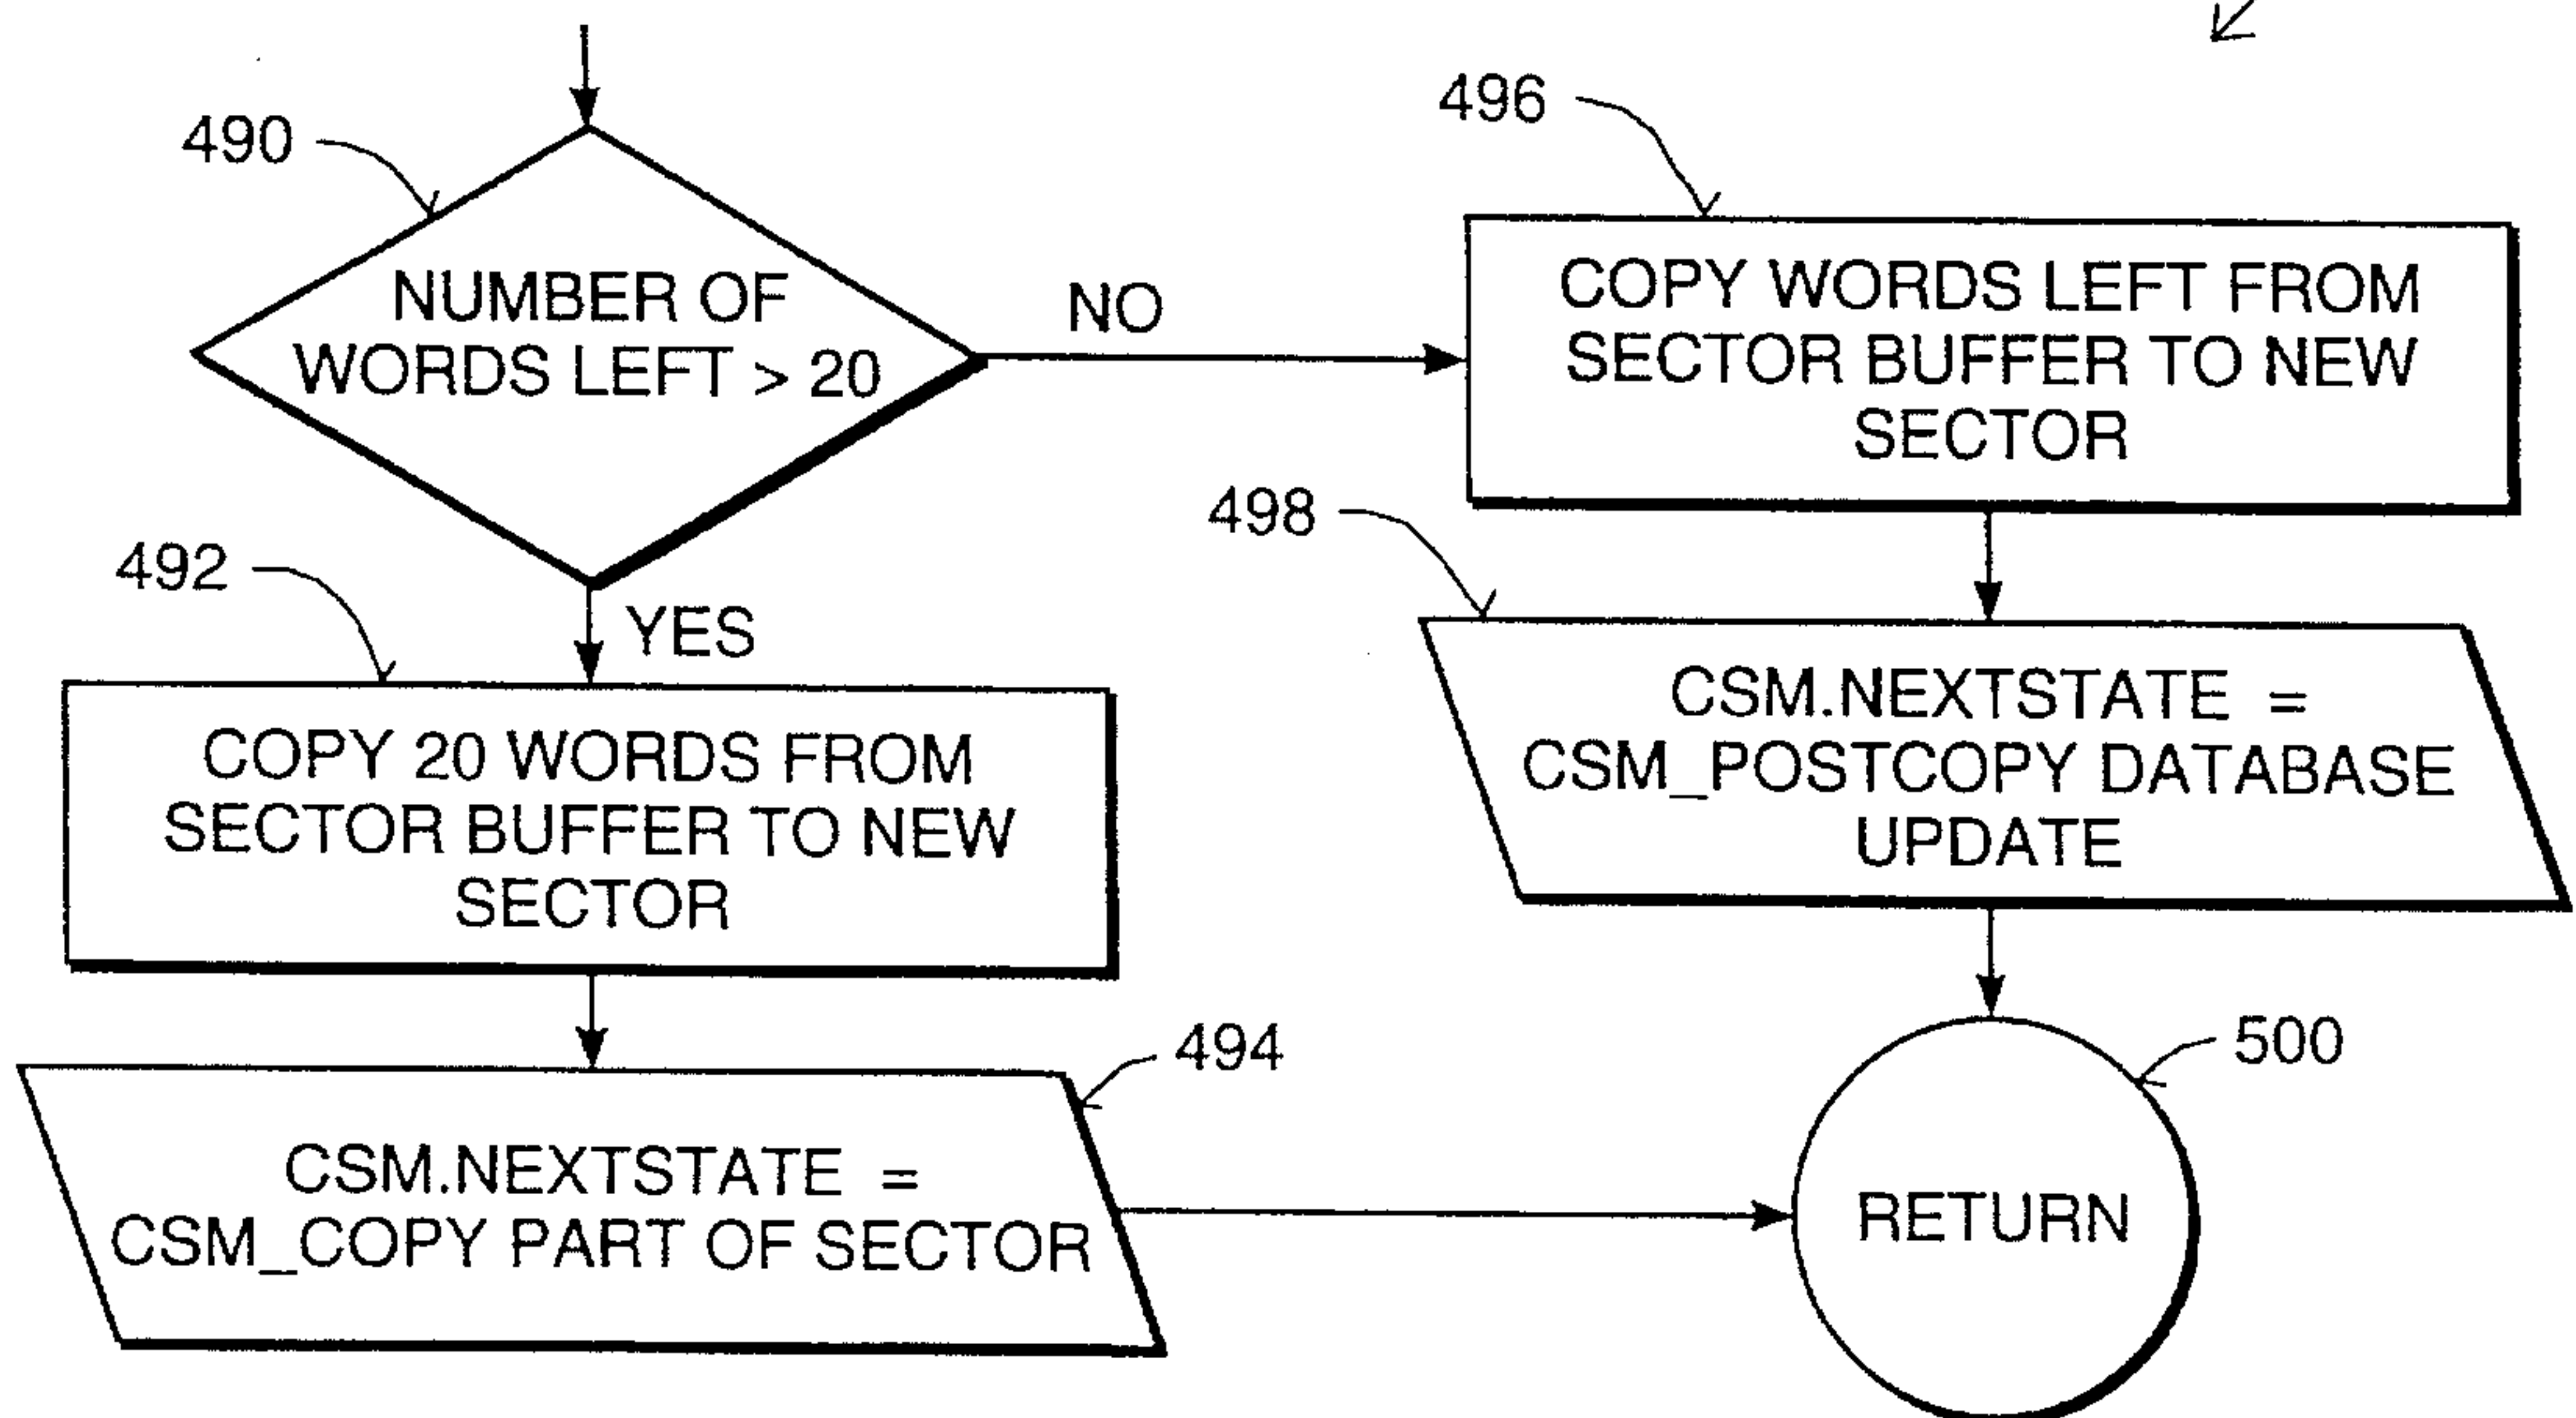 490
NUMBER OF
WORDS LEFT > 20
NO
YES
492
COPY 20 WORDS FROM
SECTOR BUFFER TO NEW
SECTOR
494
CSM.NEXTSTATE =
CSM_COPY PART OF SECTOR
496
COPY WORDS LEFT FROM
SECTOR BUFFER TO NEW
SECTOR
498
CSM.NEXTSTATE =
CSM_POSTCOPY DATABASE
UPDATE
500
RETURN